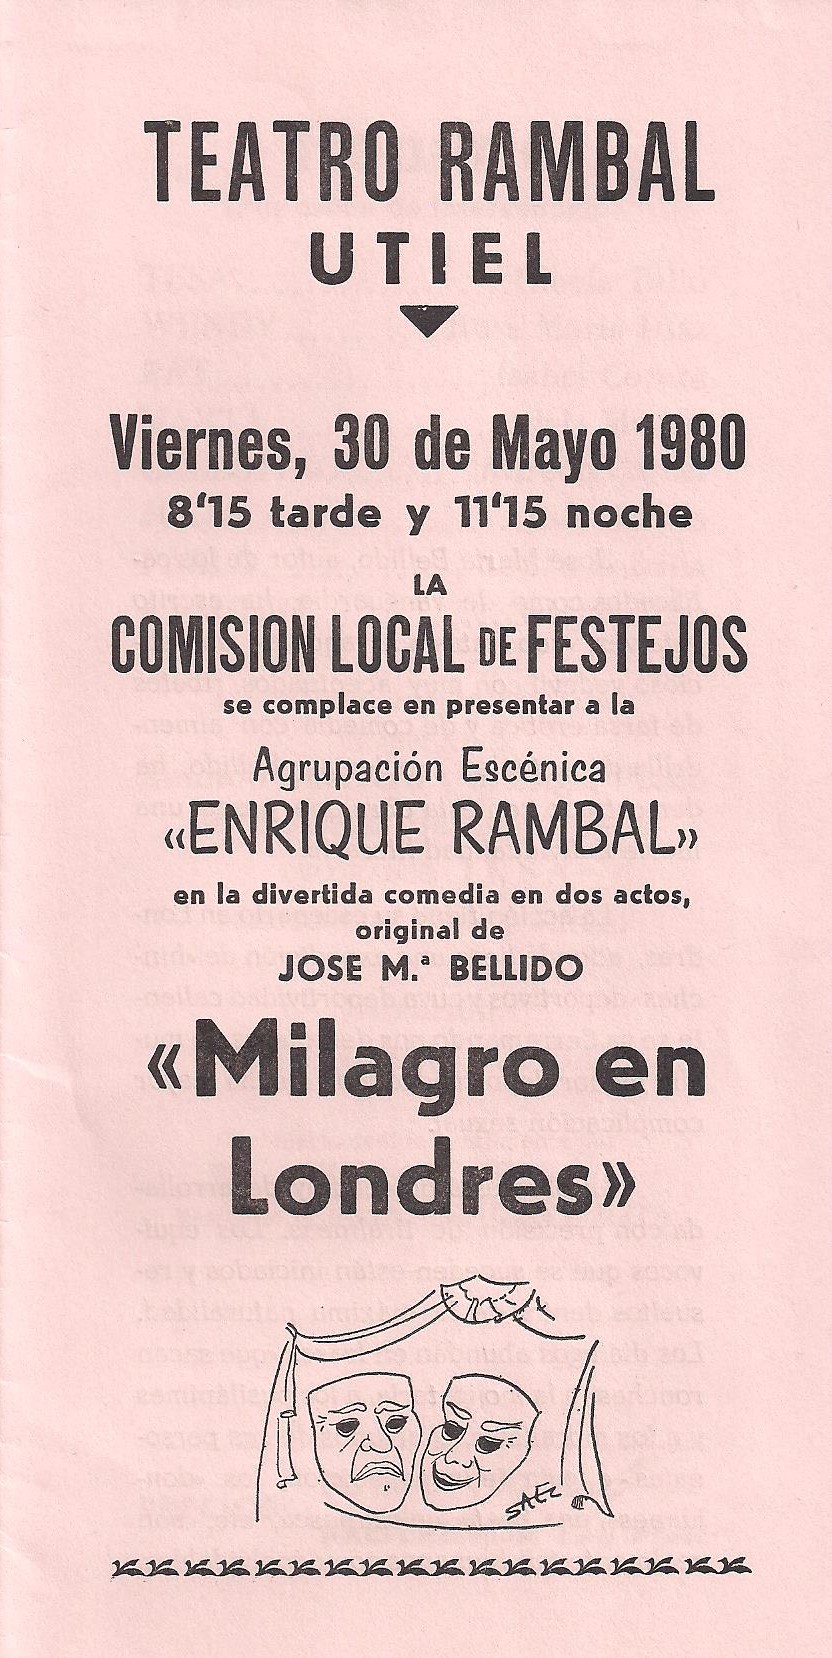 TEATRO RAMBAL
UTIEL
Viernes, 30 de Mayo 1980
8'15 tarde y 11'15 noche
LA
COMISION LOCAL DE FESTEJOS
se complace en presentar a la
Agrupación Escénica
«ENRIQUE RAMBAL»
en la divertida comedia en dos actos,
original de
JOSE M.ª BELLIDO
«Milagro en
Londres»
SAEZ